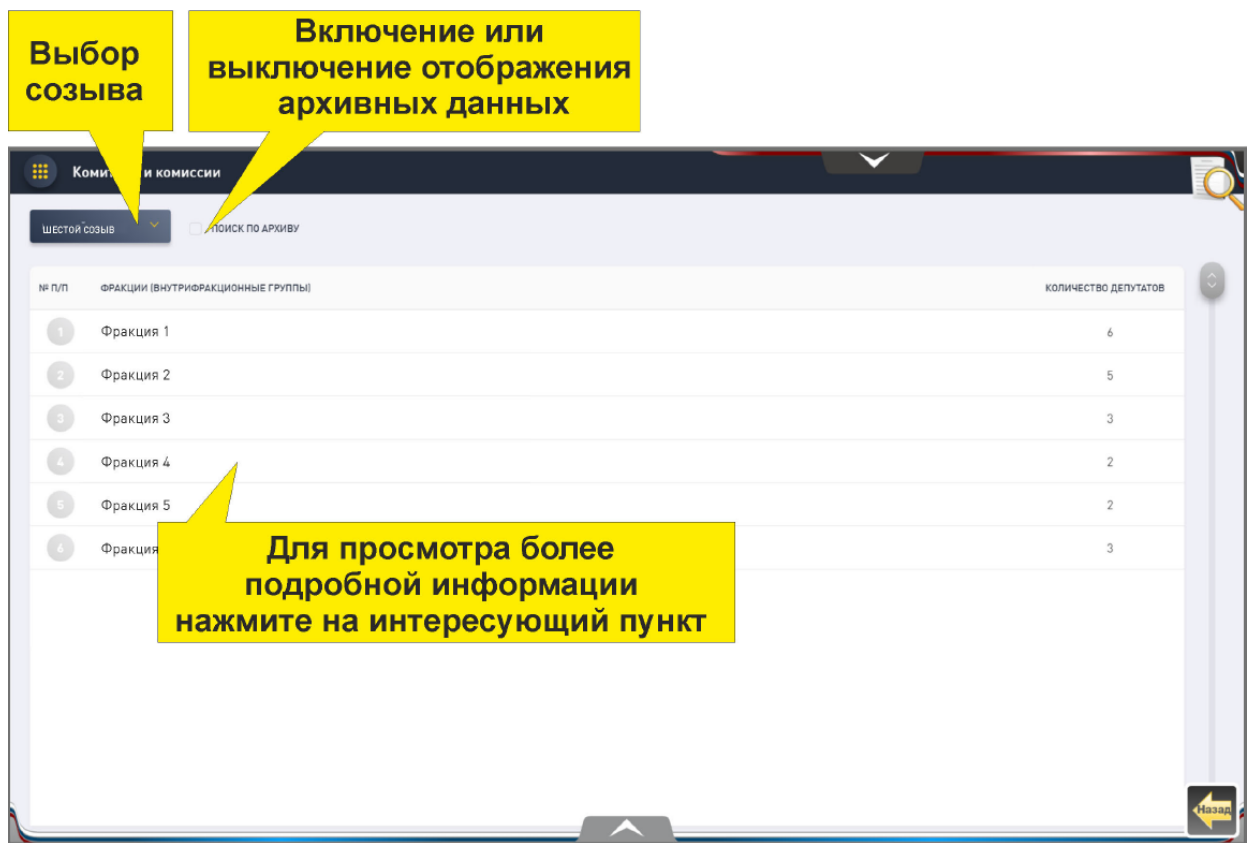 Выбор
созыва
Включение или
выключение отображения
архивных данных
Комит и комиссии
ШЕСТОЙ СОЗЫВ
ПОИСК ПО АРХИВУ
№ П/П
ФРАКЦИИ (ВНУТРИФРАКЦИОННЫЕ ГРУППЫ)
КОЛИЧЕСТВО ДЕПУТАТОВ
1 Фракция 1 6
2 Фракция 2 5
3 Фракция 3 3
4 Фракция 4 2
5 Фракция 5 2
6 Фракция 3
Для просмотра более
подробной информации
нажмите на интересующий пункт
Назад